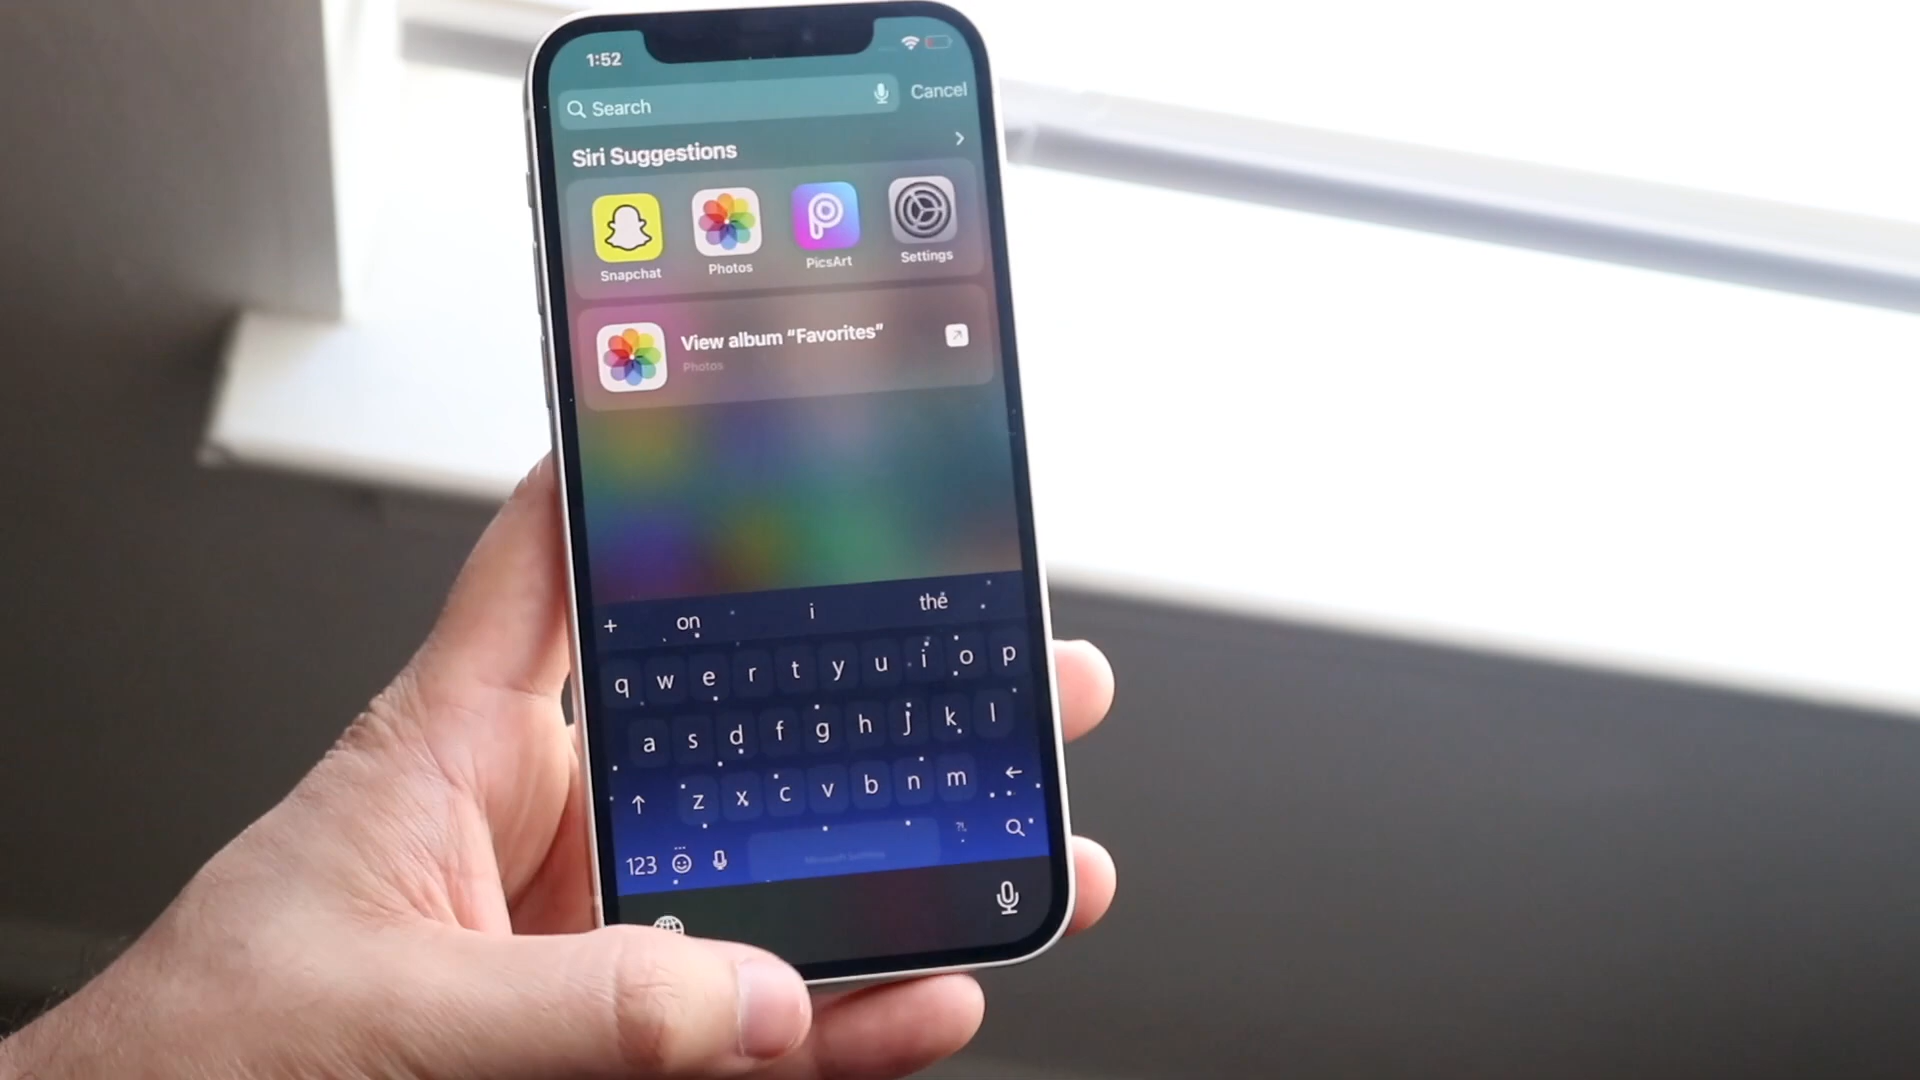 1:52
Search
Cancel
Siri Suggestions
Snapchat
Photos
PicsArt
Settings
View album “Favorites”
Photos
+ on i the
q w e r t y u i o p
a s d f g h j k l
z x c v b n m
123
?!,